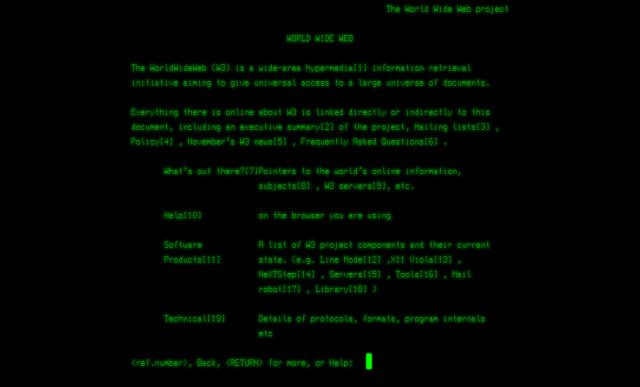 The World Wide Web project
WORLD WIDE WEB
The WorldWideWeb (W3) is a wide-area hypermedia[1] information retrieval
initiative aiming to give universal access to a large universe of documents.
Everything there is online about W3 is linked directly or indirectly to this
document, including an executive summary[2] of the project, Mailing lists[3] ,
Policy[4] , November's W3 news[5] , Frequently Asked Questions[6] .
What's out there?[7]Pointers to the world's online information,
subjects[8] , W3 servers[9], etc.
Help[10] on the browser you are using
Software A list of W3 project components and their current
Products[11] state. (e.g. Line Mode[12] ,X11 Viola[13] ,
NeXTStep[14] , Servers[15] , Tools[16] , Mail
robot[17] , Library[18] )
Technical[19] Details of protocols, formats, program internals
etc
<ref.number>, Back, <RETURN> for more, or Help: